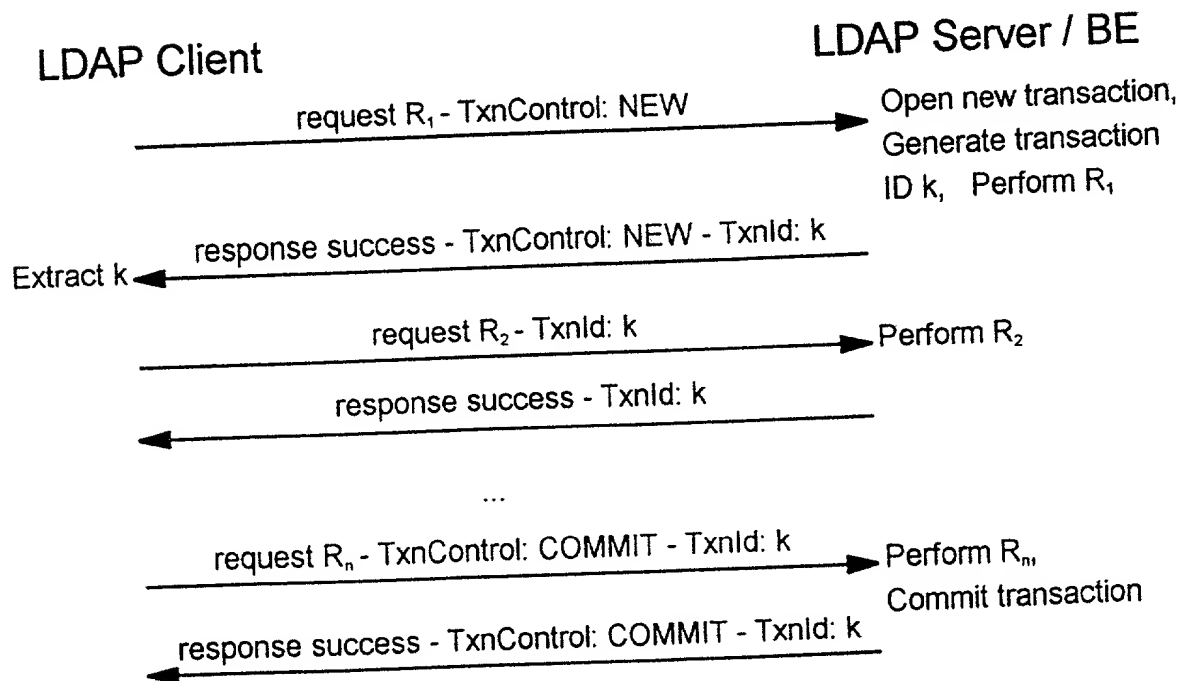 LDAP Client
LDAP Server / BE
request R₁ - TxnControl: NEW
Open new transaction,
Generate transaction
ID k, Perform R₁
response success - TxnControl: NEW - TxnId: k
Extract k
request R₂ - TxnId: k
Perform R₂
response success - TxnId: k
...
request Rₙ - TxnControl: COMMIT - TxnId: k
Perform Rₙ,
Commit transaction
response success - TxnControl: COMMIT - TxnId: k